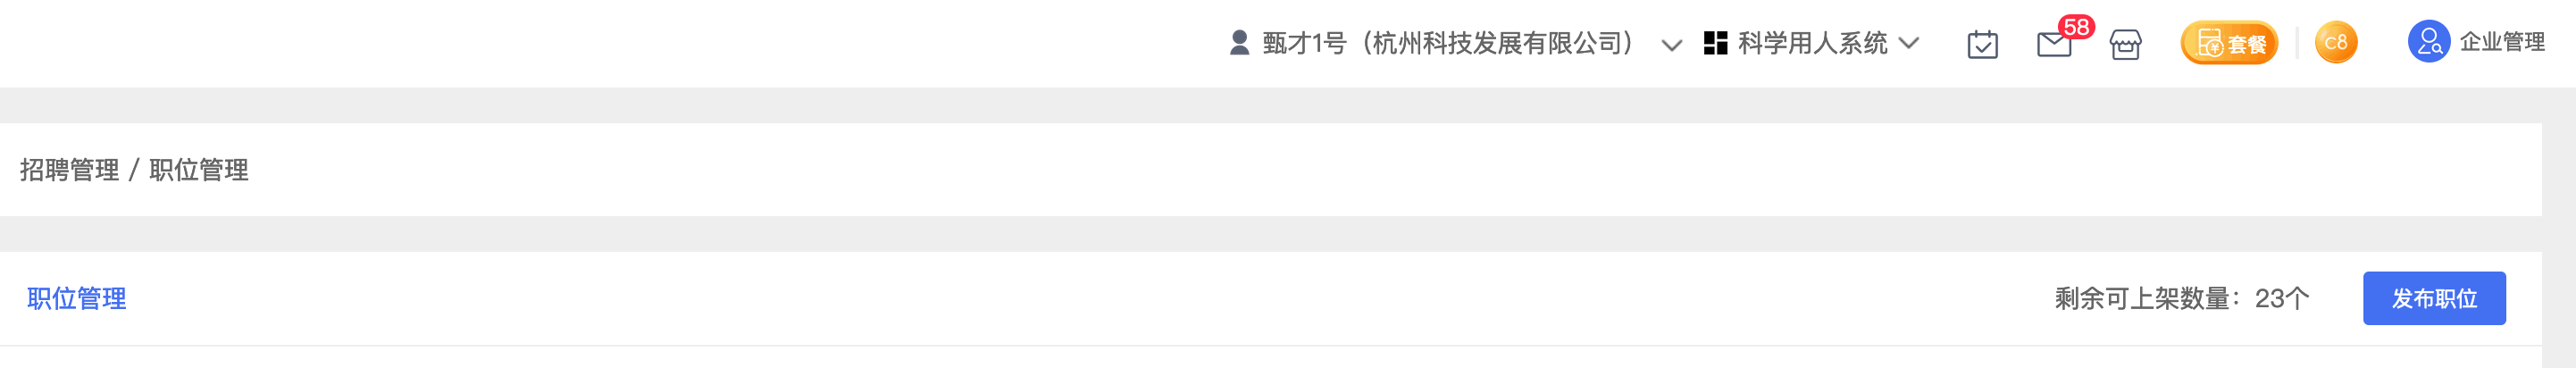 甄才1号（杭州科技发展有限公司） 科学用人系统 58 套餐 C8 企业管理
招聘管理 / 职位管理
职位管理 剩余可上架数量：23个 发布职位